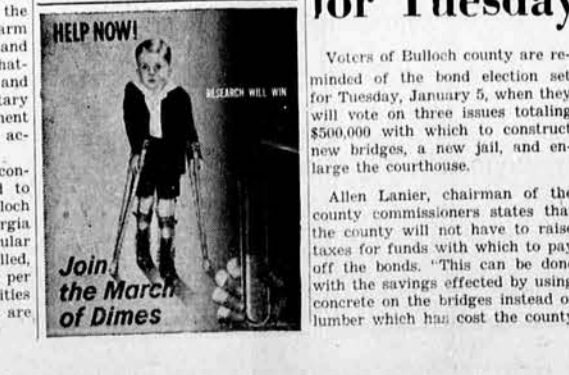 the
arm
and
hat-
and
tary
ment
ac-
con-
d to
lloch
rgia
ular
lled,
per
ities
are
HELP NOW!
RESEARCH WILL WIN
Join
the March
of Dimes
for Tuesday
Voters of Bulloch county are re-
minded of the bond election set
for Tuesday, January 5, when they
will vote on three issues totaling
$500,000 with which to construct
new bridges, a new jail, and en-
large the courthouse.
Allen Lanier, chairman of the
county commissioners states tha
the county will not have to raise
taxes for funds with which to pay
off the bonds. "This can be done
with the savings effected by using
concrete on the bridges instead o
lumber which has cost the county